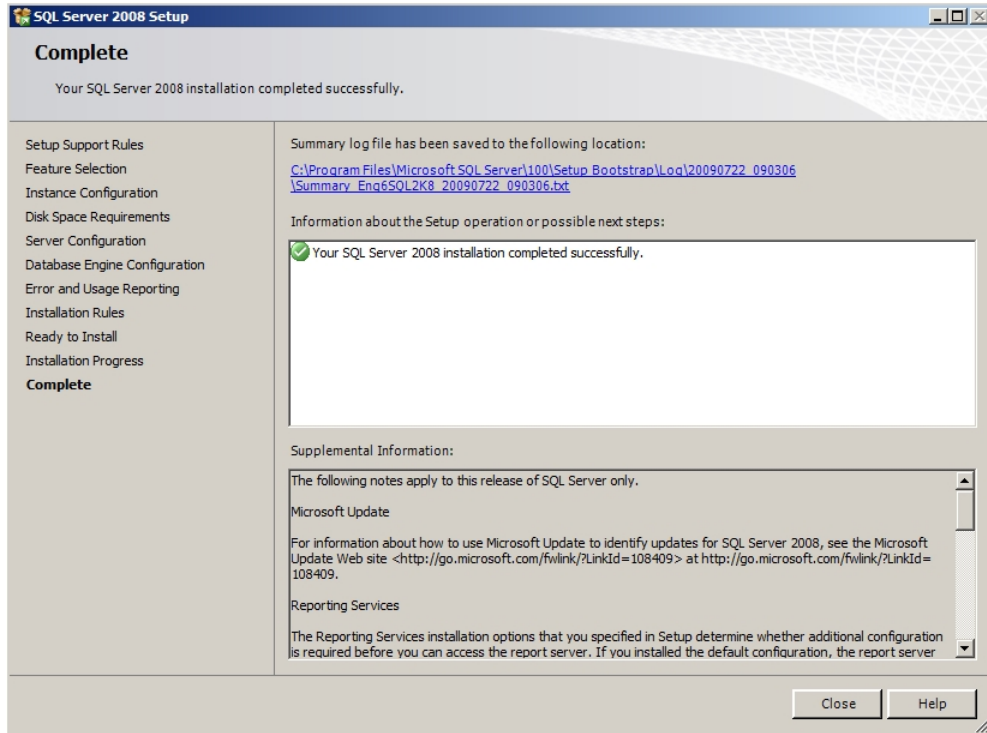 SQL Server 2008 Setup
Complete
Your SQL Server 2008 installation completed successfully.
Setup Support Rules
Feature Selection
Instance Configuration
Disk Space Requirements
Server Configuration
Database Engine Configuration
Error and Usage Reporting
Installation Rules
Ready to Install
Installation Progress
Complete
Summary log file has been saved to the following location:
C:\Program Files\Microsoft SQL Server\100\Setup Bootstrap\Log\20090722_090306
\Summary_Eng6SQL2K8_20090722_090306.txt
Information about the Setup operation or possible next steps:
Your SQL Server 2008 installation completed successfully.
Supplemental Information:
The following notes apply to this release of SQL Server only.
Microsoft Update
For information about how to use Microsoft Update to identify updates for SQL Server 2008, see the Microsoft
Update Web site <http://go.microsoft.com/fwlink/?LinkId=108409> at http://go.microsoft.com/fwlink/?LinkId=
108409.
Reporting Services
The Reporting Services installation options that you specified in Setup determine whether additional configuration
is required before you can access the report server. If you installed the default configuration, the report server
Close
Help